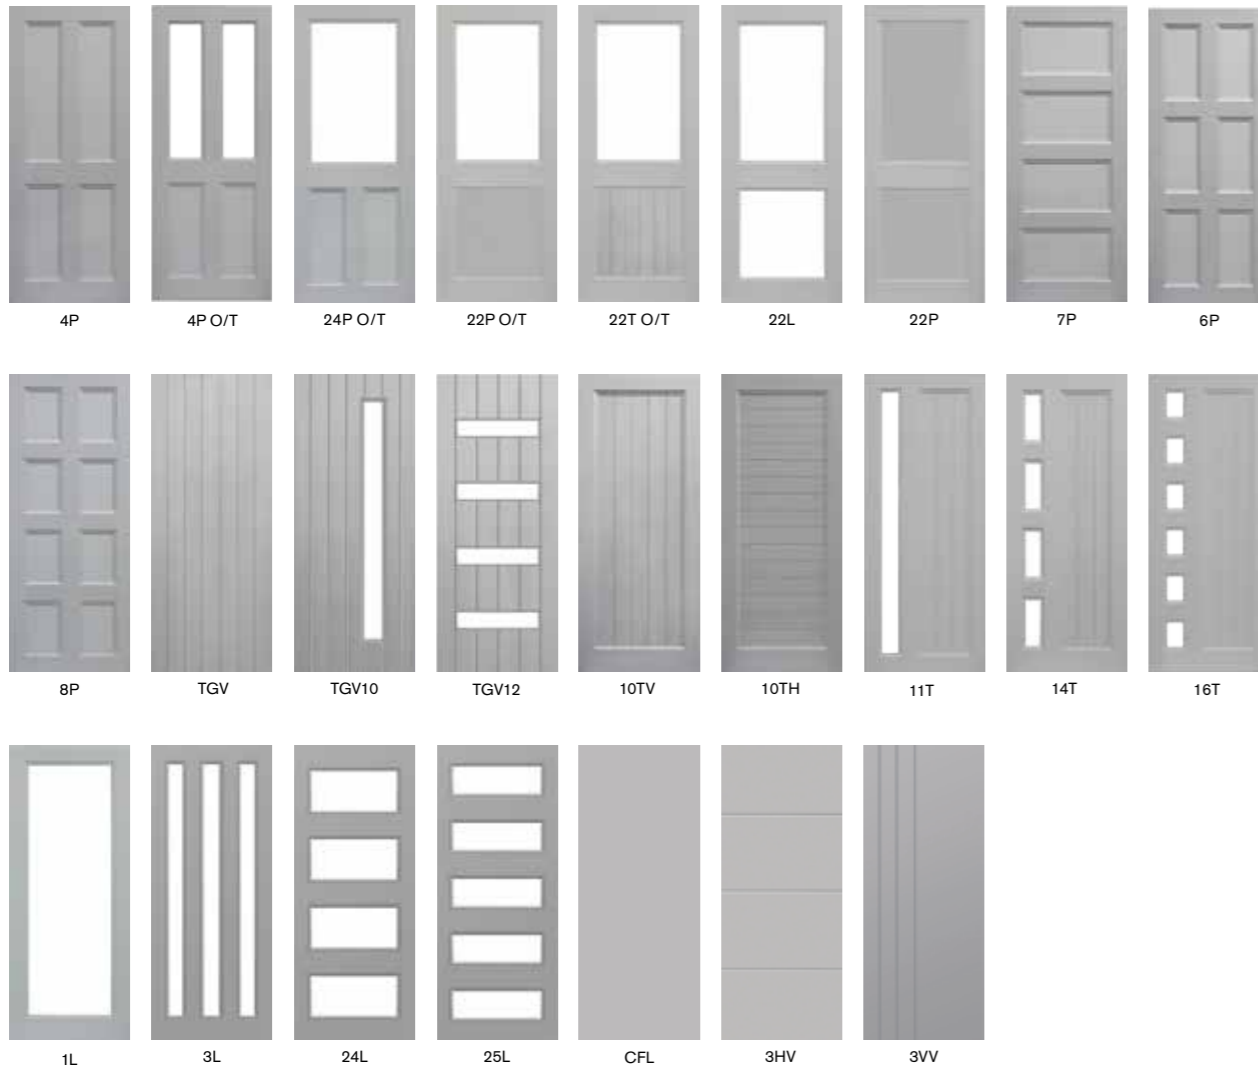 4P 4P O/T 24P O/T 22P O/T 22T O/T 22L 22P 7P 6P
8P TGV TGV10 TGV12 10TV 10TH 11T 14T 16T
1L 3L 24L 25L CFL 3HV 3VV